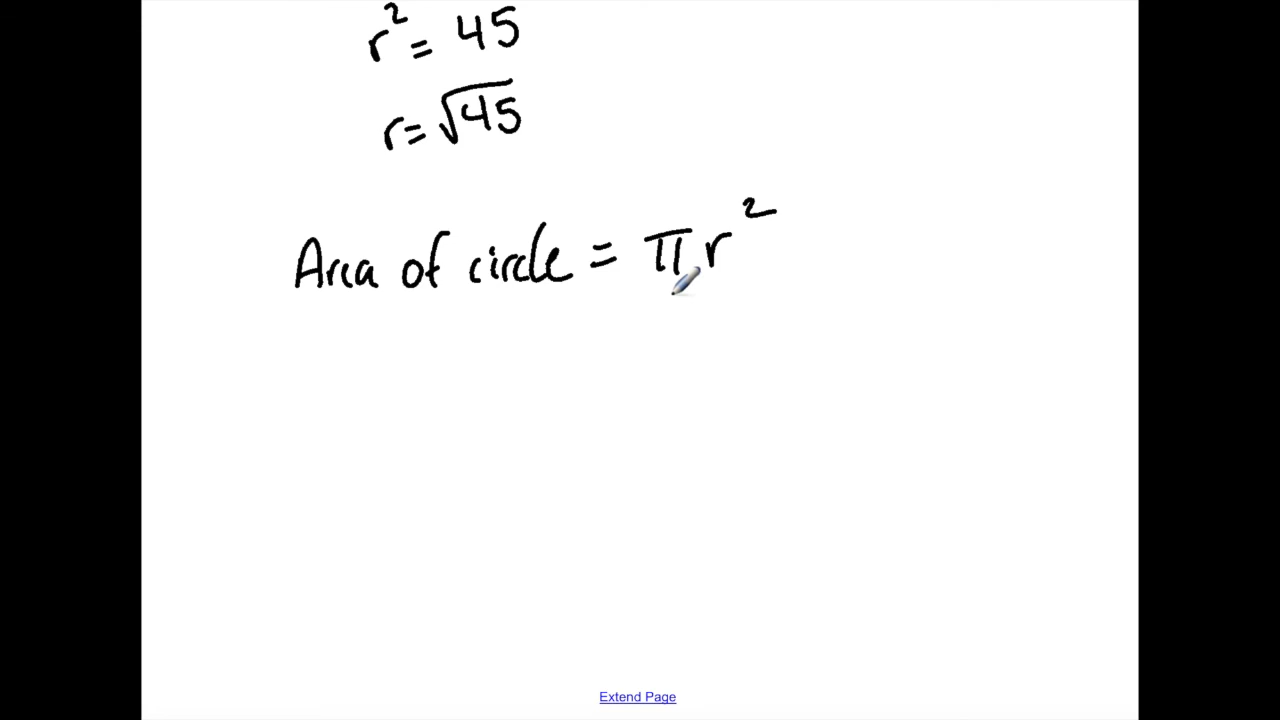 r² = 45
r = √45
Area of circle = πr²
Extend Page